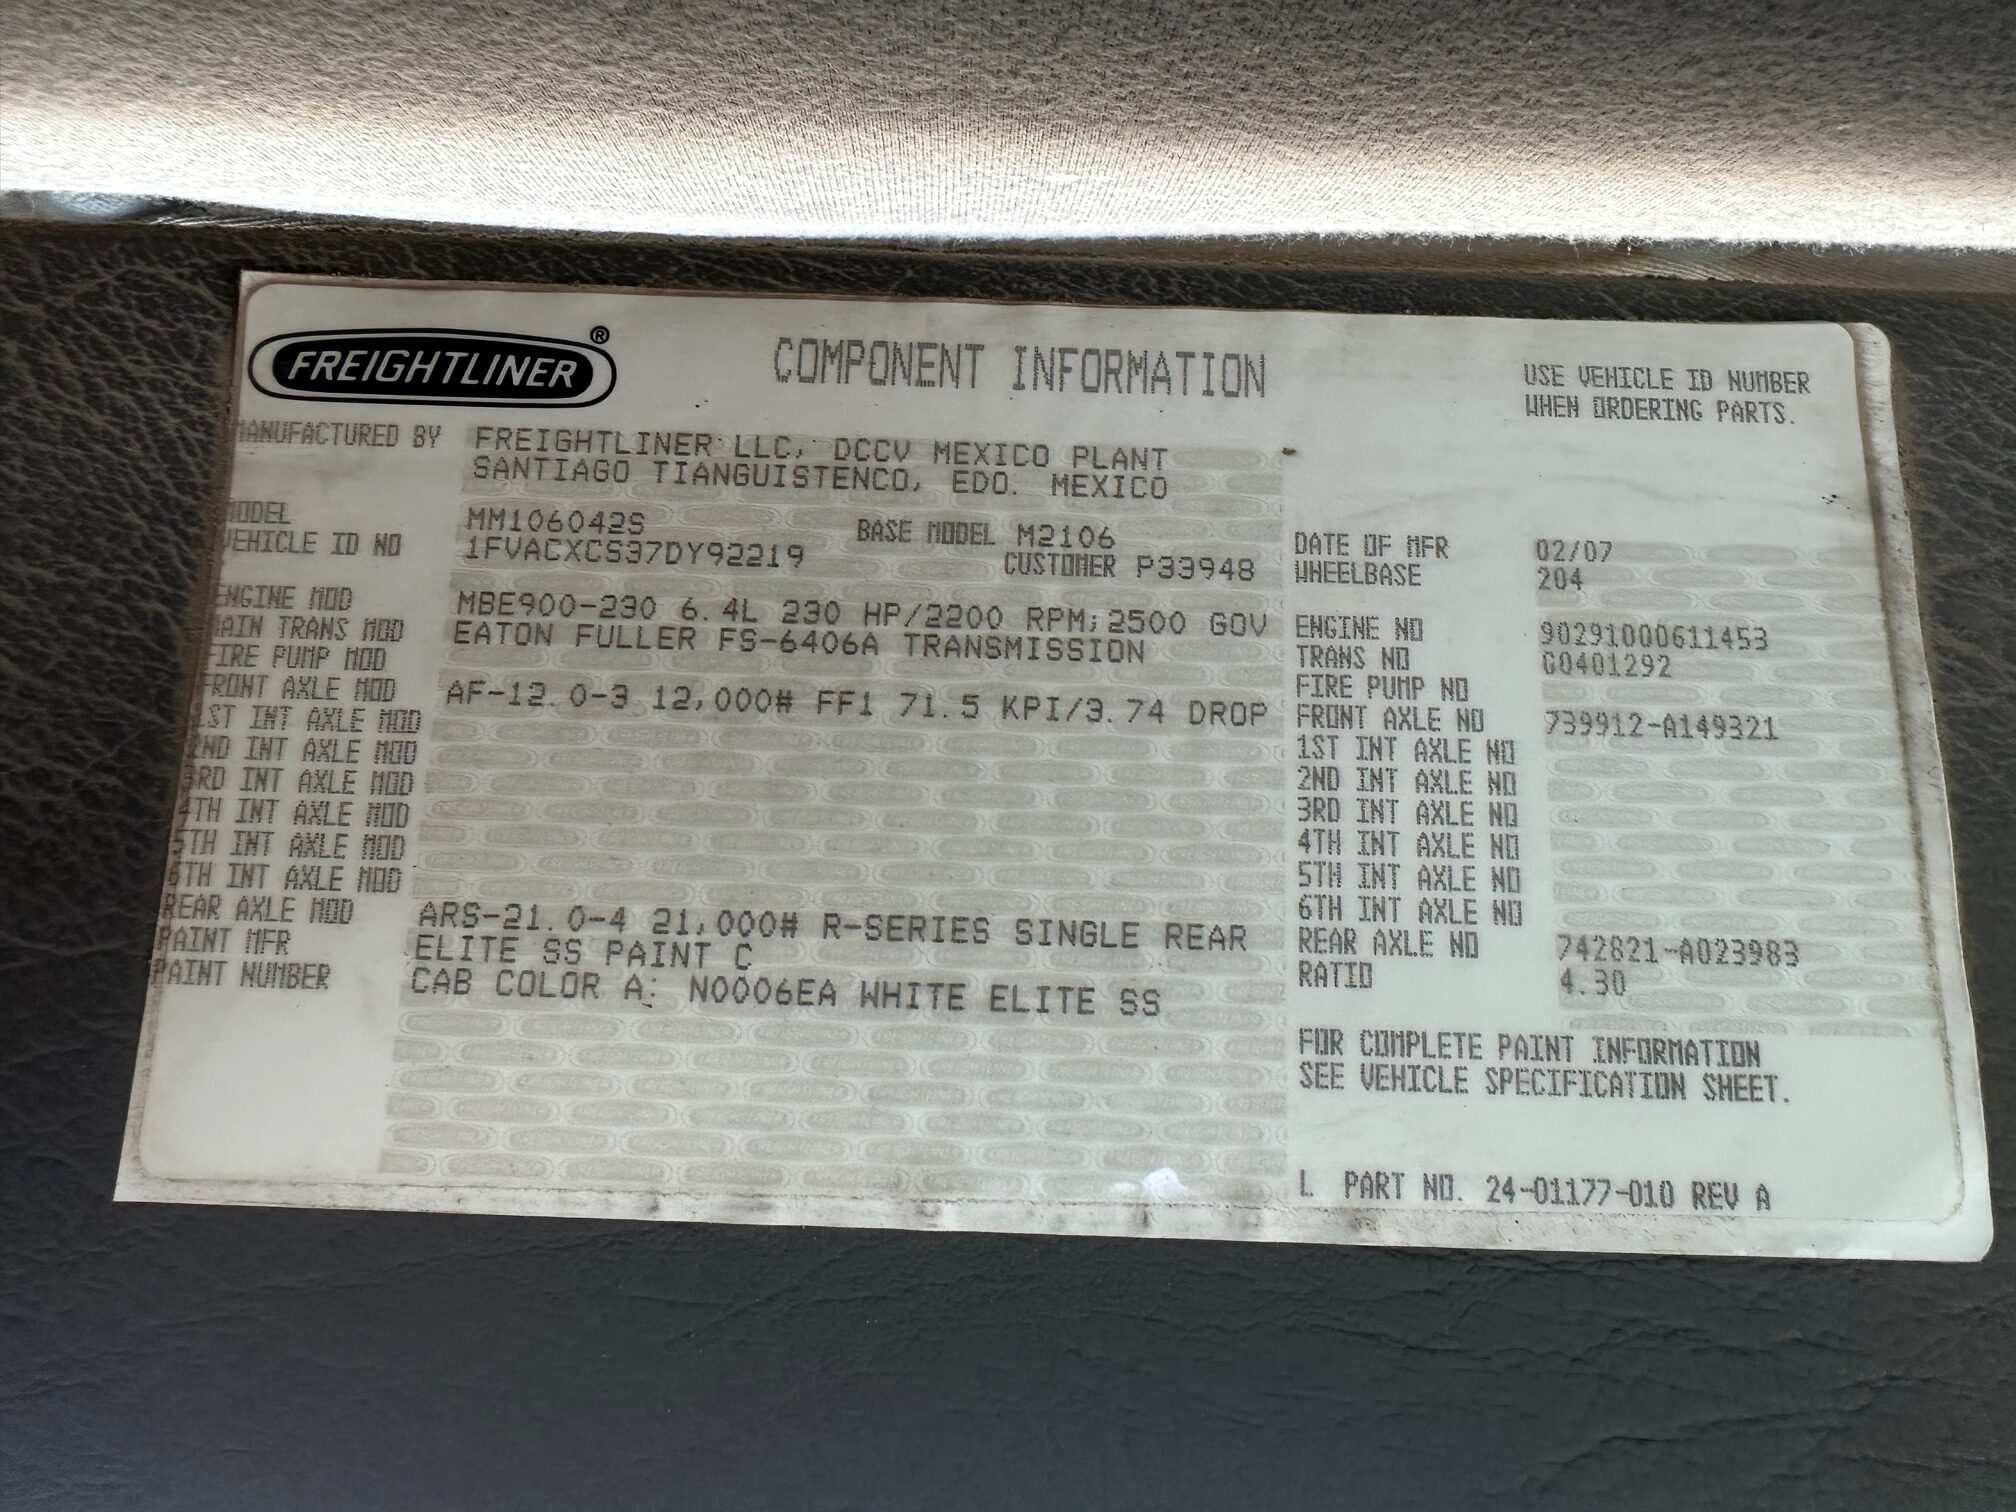 FREIGHTLINER®
COMPONENT INFORMATION
USE VEHICLE ID NUMBER
WHEN ORDERING PARTS.
MANUFACTURED BY FREIGHTLINER LLC, DCCV MEXICO PLANT
SANTIAGO TIANGUISTENCO, EDO. MEXICO
MODEL MM106042S BASE MODEL M2106
VEHICLE ID NO 1FVACXCS37DY92219 CUSTOMER P33948
DATE OF MFR 02/07
WHEELBASE 204
ENGINE MOD MBE900-230 6.4L 230 HP/2200 RPM;2500 GOV
MAIN TRANS MOD EATON FULLER FS-6406A TRANSMISSION
FIRE PUMP MOD
FRONT AXLE MOD AF-12.0-3 12,000# FF1 71.5 KPI/3.74 DROP
1ST INT AXLE MOD
2ND INT AXLE MOD
3RD INT AXLE MOD
4TH INT AXLE MOD
5TH INT AXLE MOD
6TH INT AXLE MOD
REAR AXLE MOD ARS-21.0-4 21,000# R-SERIES SINGLE REAR
PAINT MFR ELITE SS PAINT C
PAINT NUMBER CAB COLOR A: N0006EA WHITE ELITE SS
ENGINE NO 90291000611453
TRANS NO G0401292
FIRE PUMP NO
FRONT AXLE NO 739912-A149321
1ST INT AXLE NO
2ND INT AXLE NO
3RD INT AXLE NO
4TH INT AXLE NO
5TH INT AXLE NO
6TH INT AXLE NO
REAR AXLE NO 742821-A023983
RATIO 4.30
FOR COMPLETE PAINT INFORMATION
SEE VEHICLE SPECIFICATION SHEET.
L PART NO. 24-01177-010 REV A